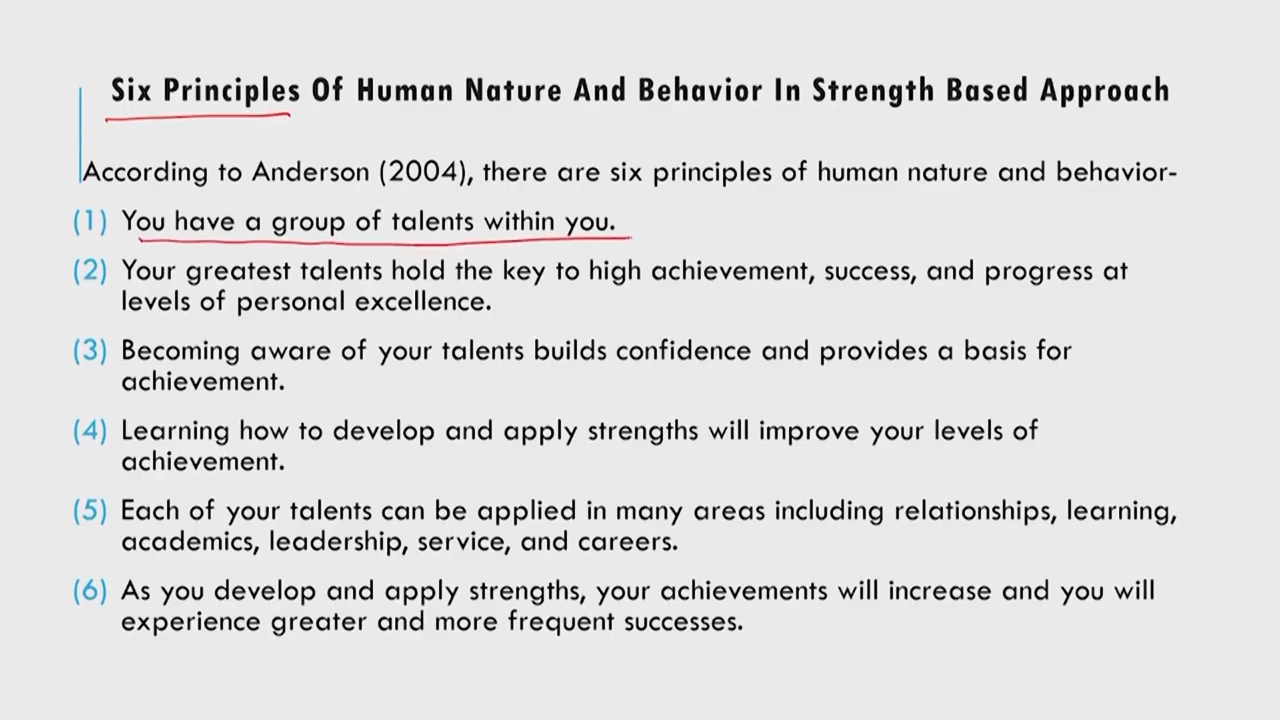 Six Principles Of Human Nature And Behavior In Strength Based Approach
According to Anderson (2004), there are six principles of human nature and behavior-
(1) You have a group of talents within you.
(2) Your greatest talents hold the key to high achievement, success, and progress at
levels of personal excellence.
(3) Becoming aware of your talents builds confidence and provides a basis for
achievement.
(4) Learning how to develop and apply strengths will improve your levels of
achievement.
(5) Each of your talents can be applied in many areas including relationships, learning,
academics, leadership, service, and careers.
(6) As you develop and apply strengths, your achievements will increase and you will
experience greater and more frequent successes.